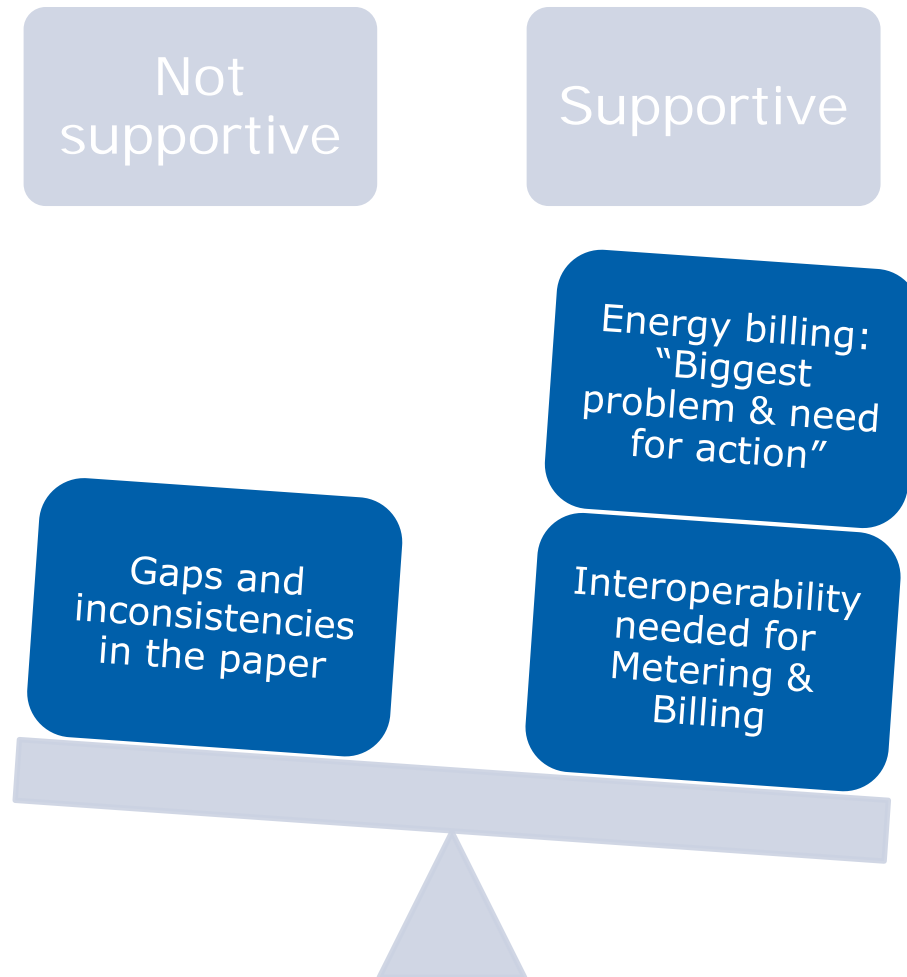 Not
supportive
Supportive
Energy billing:
“Biggest
problem & need
for action”
Gaps and
inconsistencies
in the paper
Interoperability
needed for
Metering &
Billing